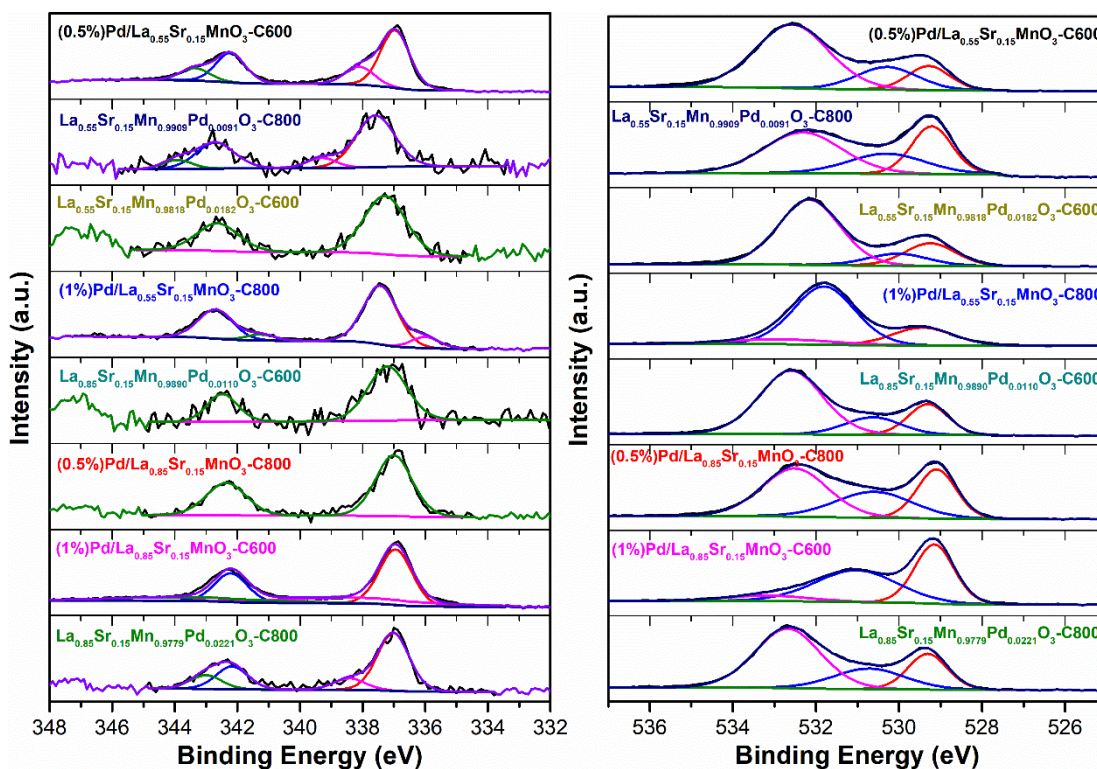 (0.5%)Pd/La0.55Sr0.15MnO3-C600
La0.55Sr0.15Mn0.9909Pd0.0091O3-C800
La0.55Sr0.15Mn0.9818Pd0.0182O3-C600
(1%)Pd/La0.55Sr0.15MnO3-C800
La0.85Sr0.15Mn0.9890Pd0.0110O3-C600
(0.5%)Pd/La0.85Sr0.15MnO3-C800
(1%)Pd/La0.85Sr0.15MnO3-C600
La0.85Sr0.15Mn0.9779Pd0.0221O3-C800
Intensity (a.u.)
348 346 344 342 340 338 336 334 332
Binding Energy (eV)
(0.5%)Pd/La0.55Sr0.15MnO3-C600
La0.55Sr0.15Mn0.9909Pd0.0091O3-C800
La0.55Sr0.15Mn0.9818Pd0.0182O3-C600
(1%)Pd/La0.55Sr0.15MnO3-C800
La0.85Sr0.15Mn0.9890Pd0.0110O3-C600
(0.5%)Pd/La0.85Sr0.15MnO3-C800
(1%)Pd/La0.85Sr0.15MnO3-C600
La0.85Sr0.15Mn0.9779Pd0.0221O3-C800
Intensity (a.u.)
536 534 532 530 528 526
Binding Energy (eV)